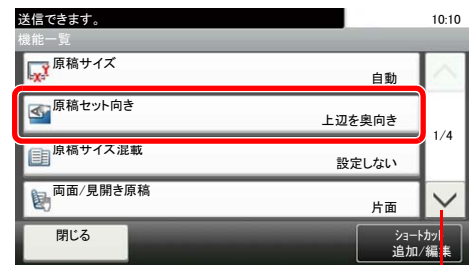 送信できます。 10:10
機能一覧
原稿サイズ
自動
原稿セット向き
上辺を奥向き
1/4
原稿サイズ混載
設定しない
両面/見開き原稿
片面
閉じる
ショートカット
追加/編集